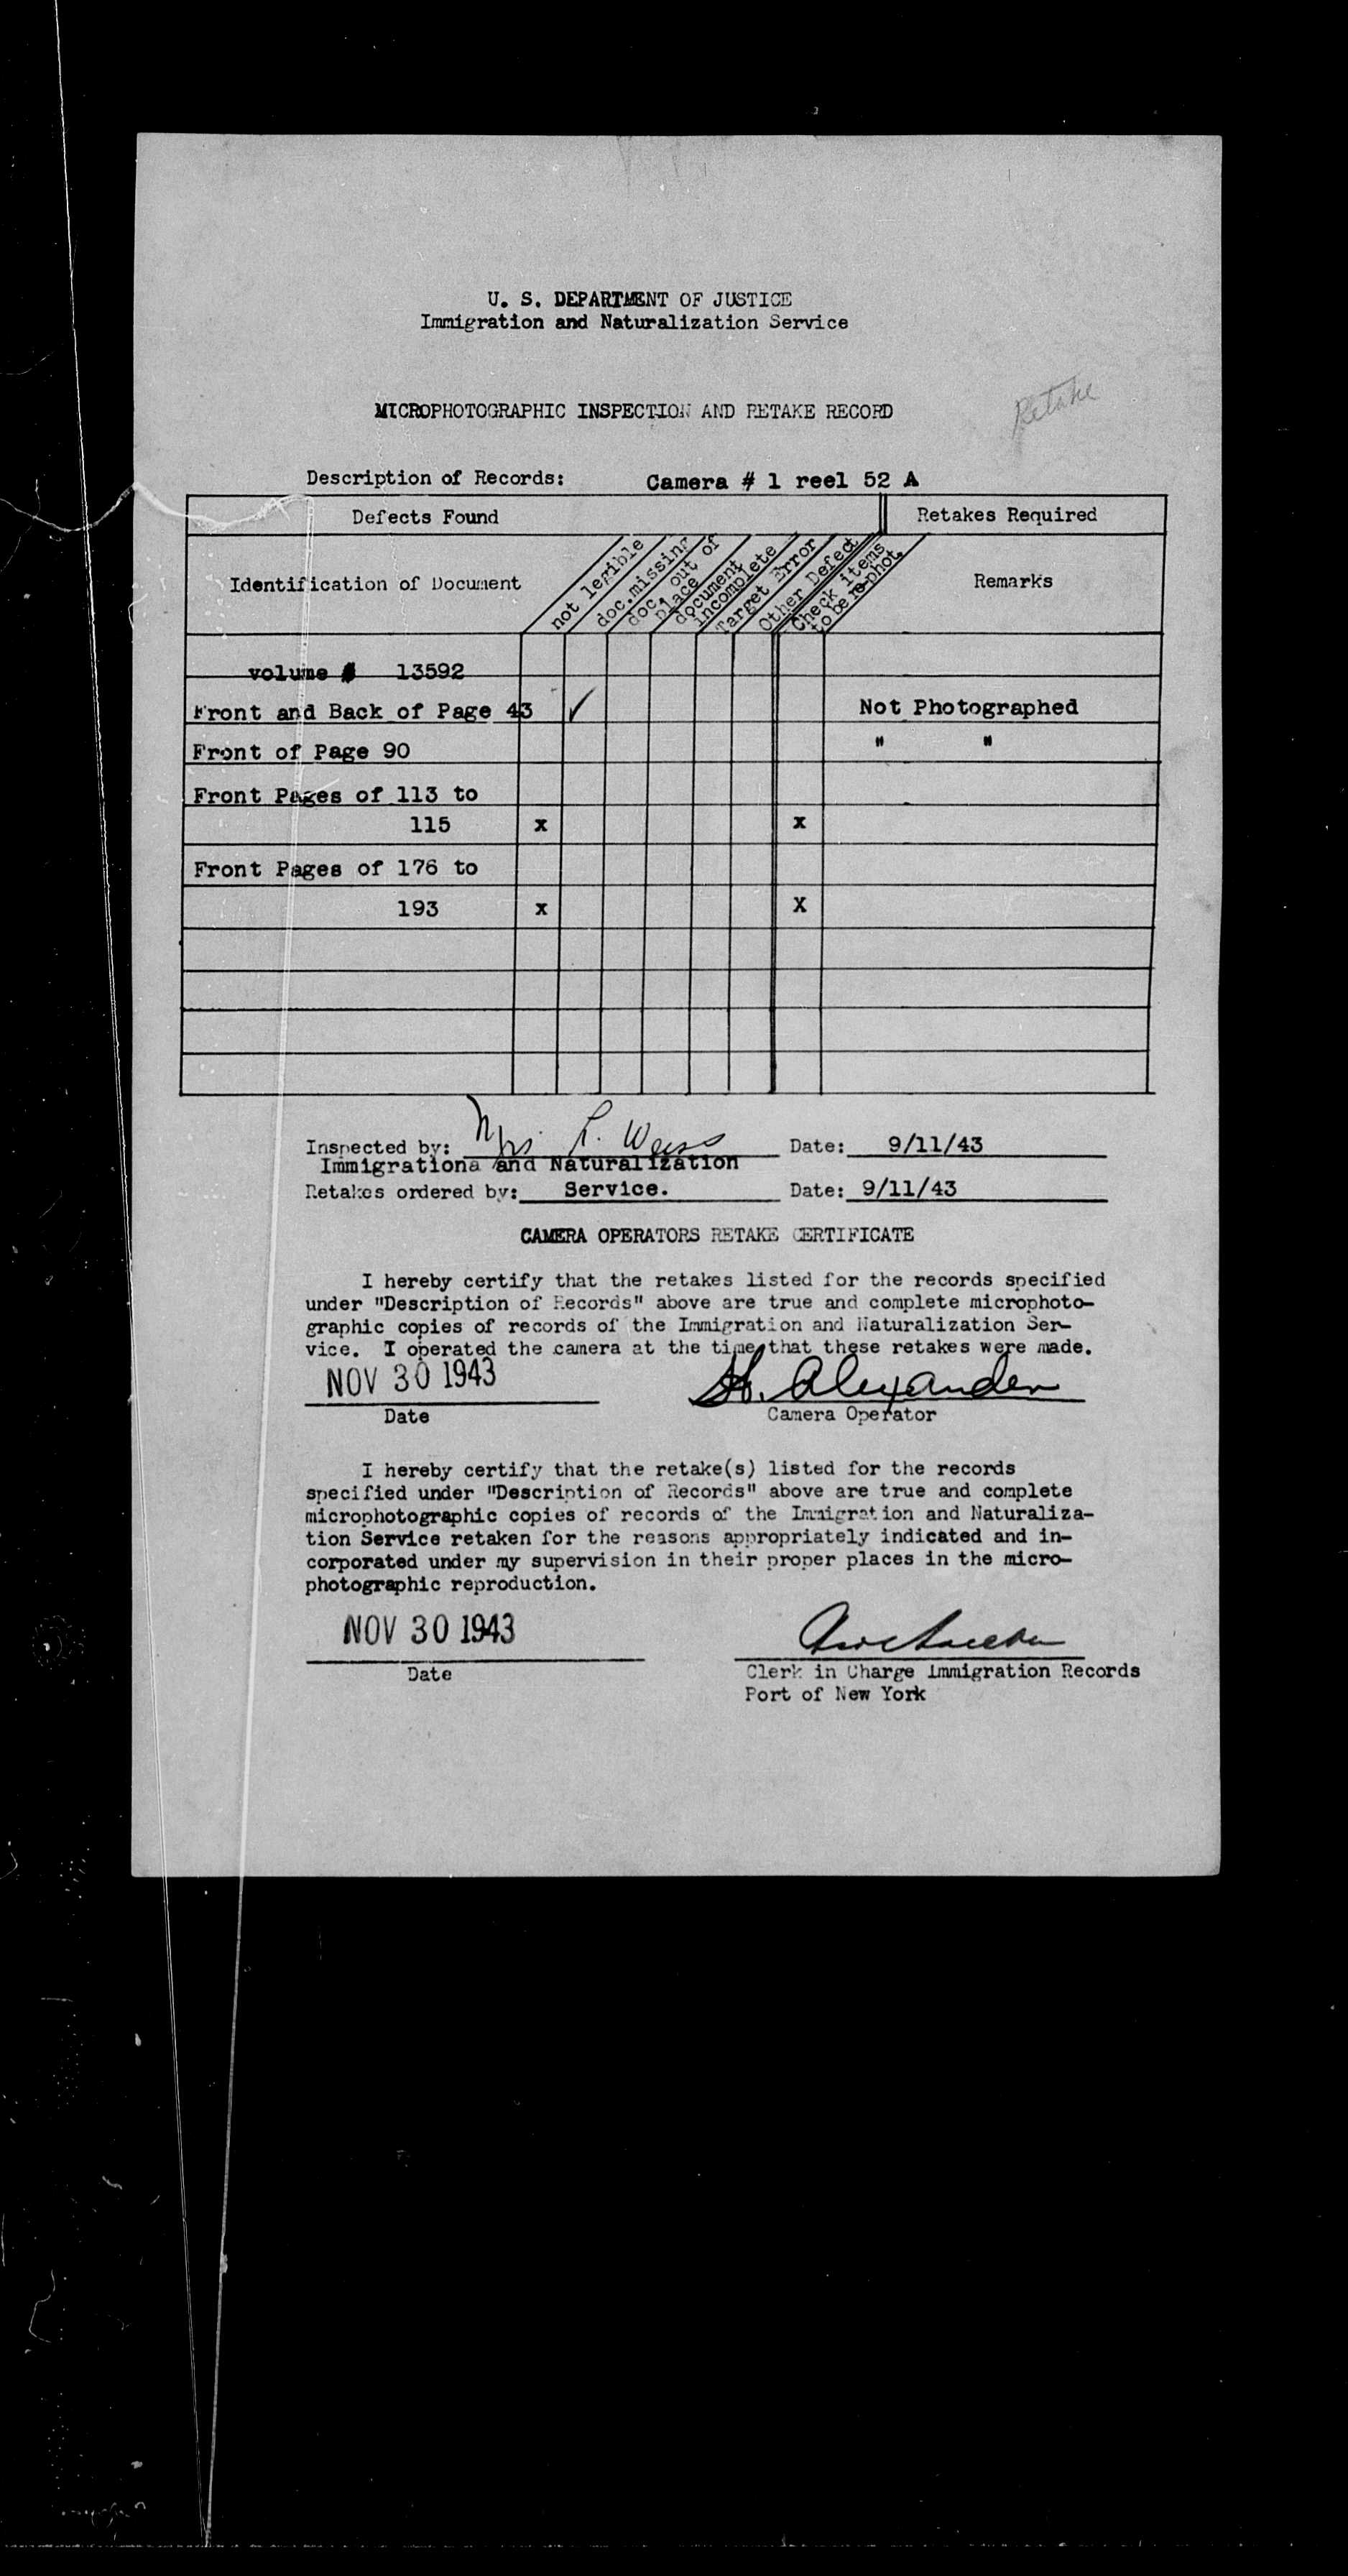 U. S. DEPARTMENT OF JUSTICE
Immigration and Naturalization Service
MICROPHOTOGRAPHIC INSPECTION AND RETAKE RECORD
Retake
Description of Records: Camera # 1 reel 52 A
Defects Found Retakes Required
Identification of Document
not legible
doc.missing
doc. out of
place
document
incomplete
Target Error
Other Defect
Check items
to be re-phot.
Remarks
volume # 13592
Front and Back of Page 43 ✓ Not Photographed
Front of Page 90 " "
Front Pages of 113 to
115 x x
Front Pages of 176 to
193 x X
Inspected by: Mrs. L. Weiss Date: 9/11/43
Immigrationa and Naturalization
Retakes ordered by: Service. Date: 9/11/43
CAMERA OPERATORS RETAKE CERTIFICATE
I hereby certify that the retakes listed for the records specified
under "Description of Records" above are true and complete microphoto-
graphic copies of records of the Immigration and Naturalization Ser-
vice. I operated the camera at the time that these retakes were made.
NOV 30 1943 H. Alexander
Date Camera Operator
I hereby certify that the retake(s) listed for the records
specified under "Description of Records" above are true and complete
microphotographic copies of records of the Immigration and Naturaliza-
tion Service retaken for the reasons appropriately indicated and in-
corporated under my supervision in their proper places in the micro-
photographic reproduction.
NOV 30 1943
Date Clerk in Charge Immigration Records
Port of New York